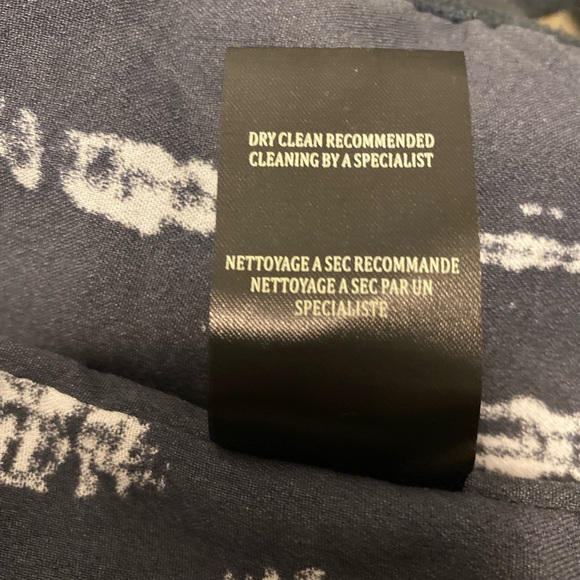 DRY CLEAN RECOMMENDED
CLEANING BY A SPECIALIST
NETTOYAGE A SEC RECOMMANDE
NETTOYAGE A SEC PAR UN
SPECIALISTE